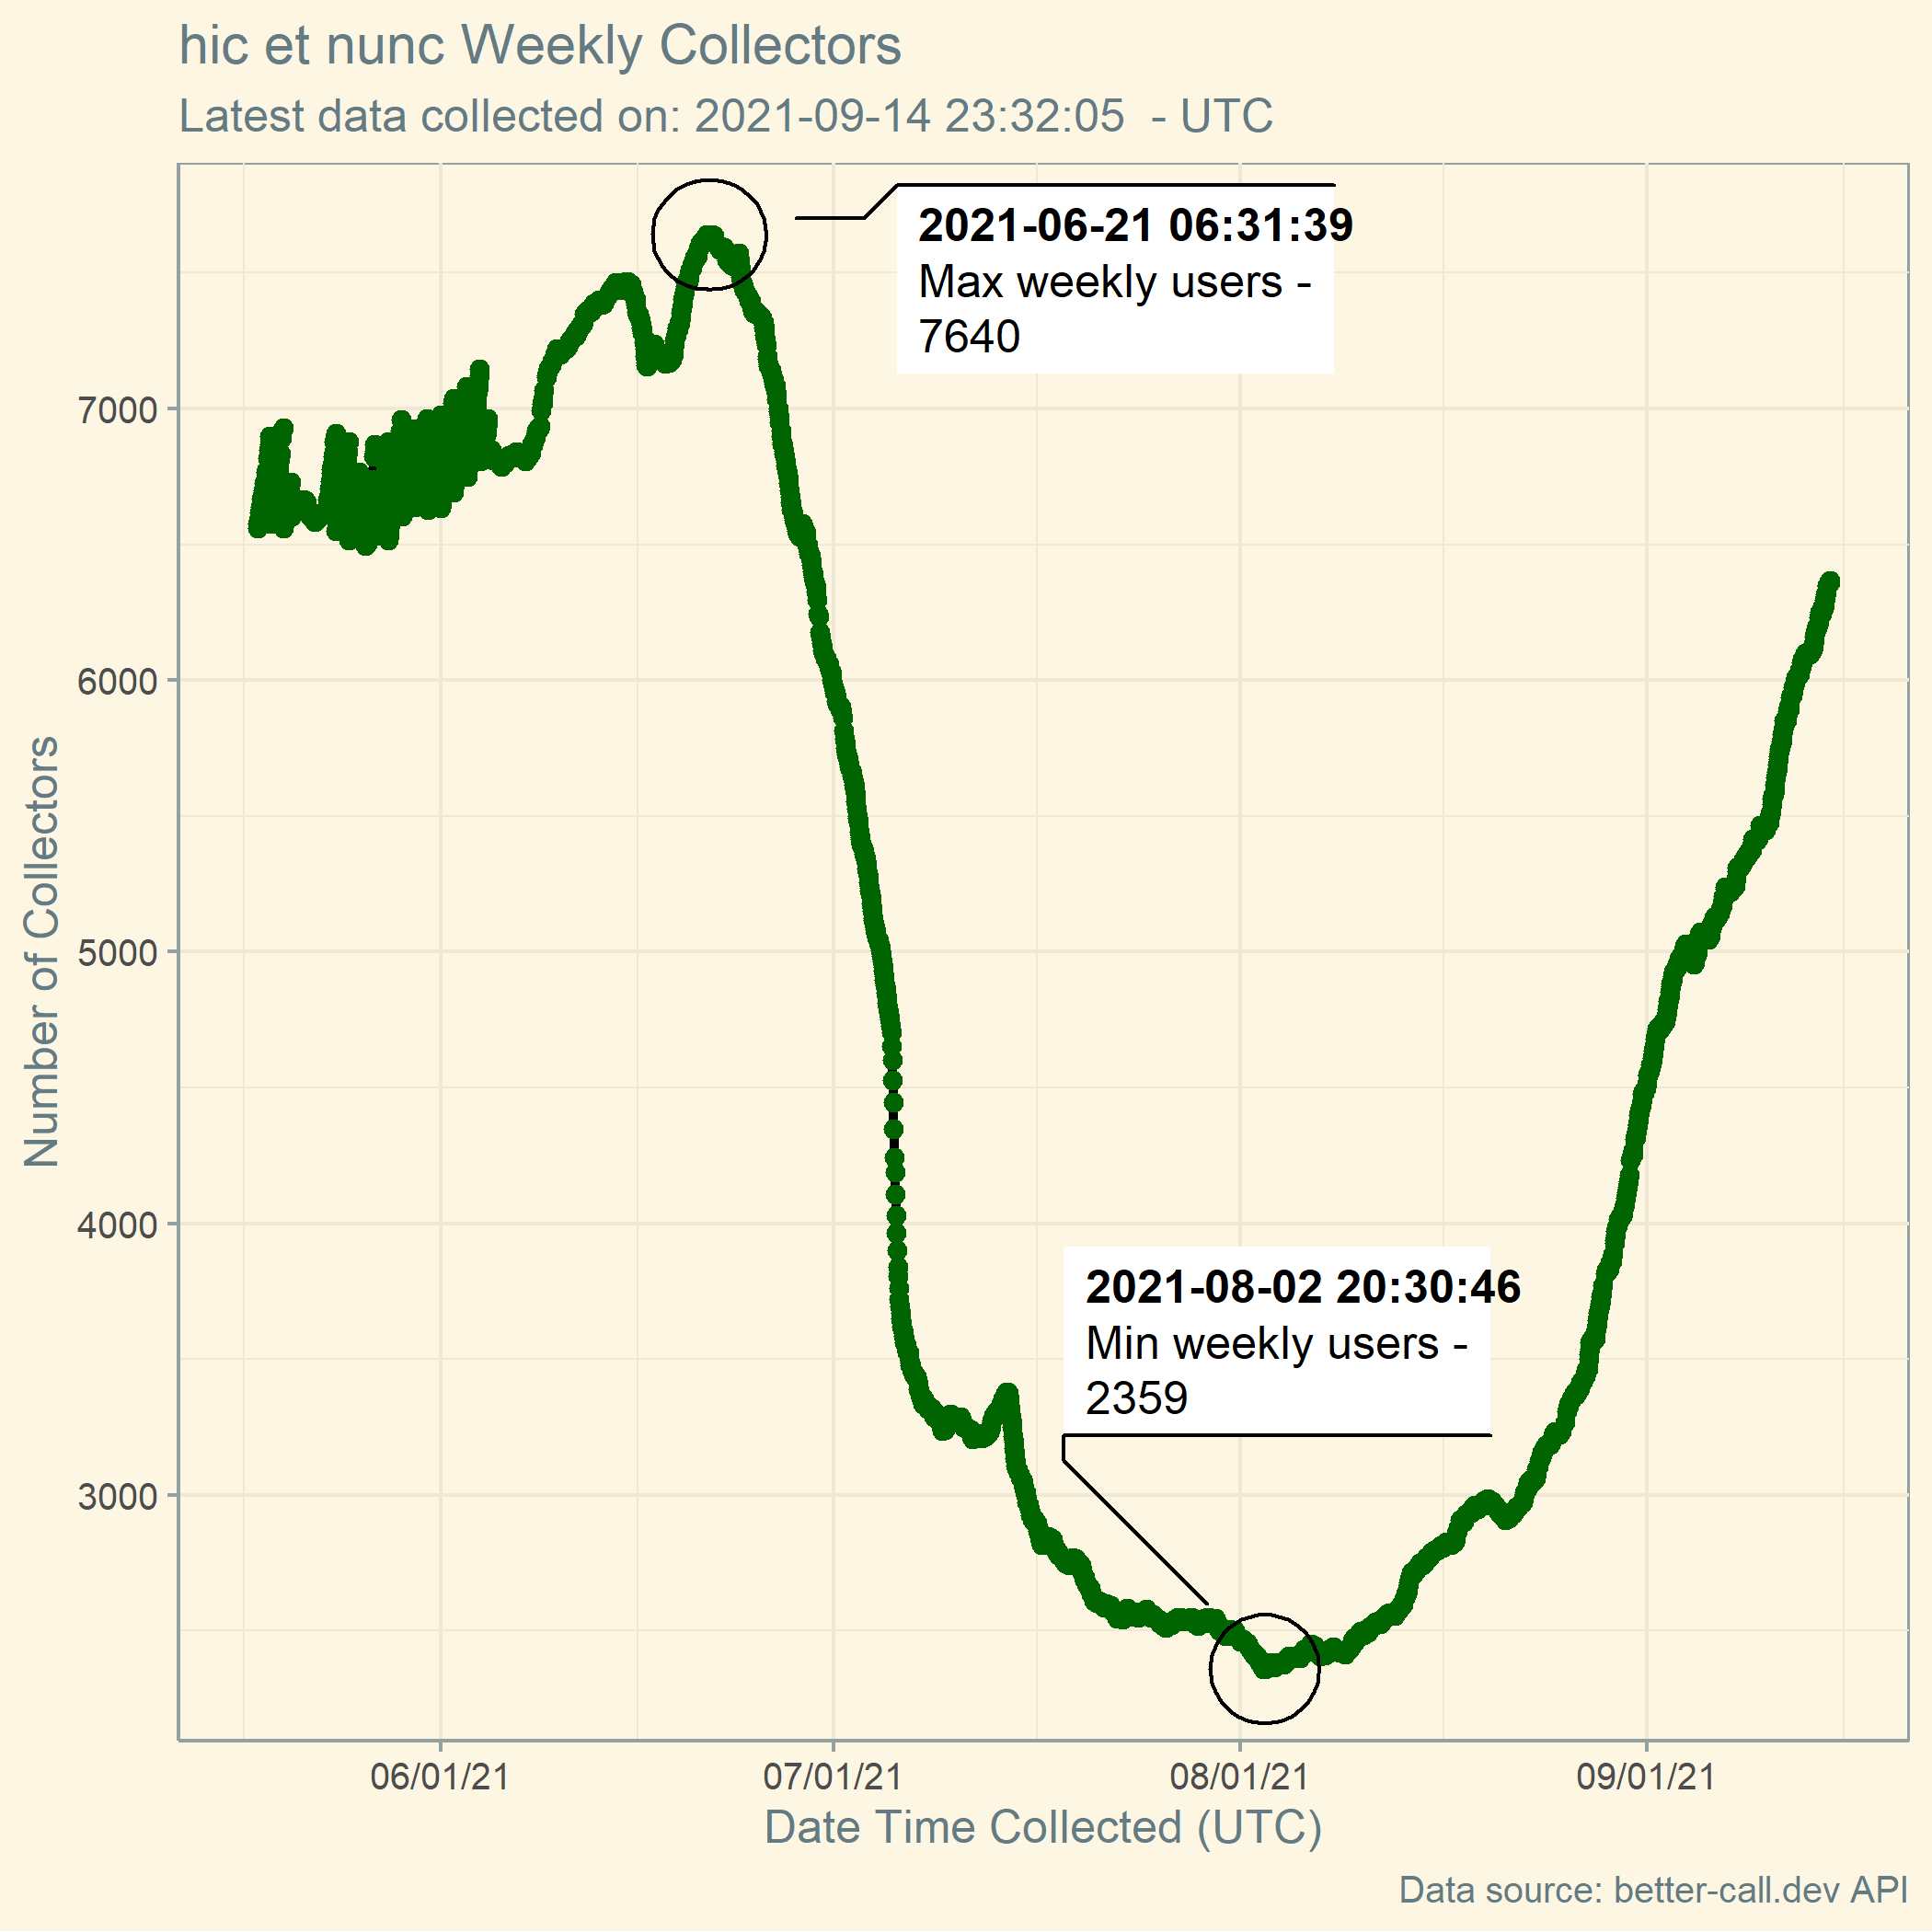 hic et nunc Weekly Collectors
Latest data collected on: 2021-09-14 23:32:05  - UTC
2021-06-21 06:31:39
Max weekly users -
7640
7000
6000
5000
4000
3000
Number of Collectors
2021-08-02 20:30:46
Min weekly users -
2359
06/01/21
07/01/21
08/01/21
09/01/21
Date Time Collected (UTC)
Data source: better-call.dev API